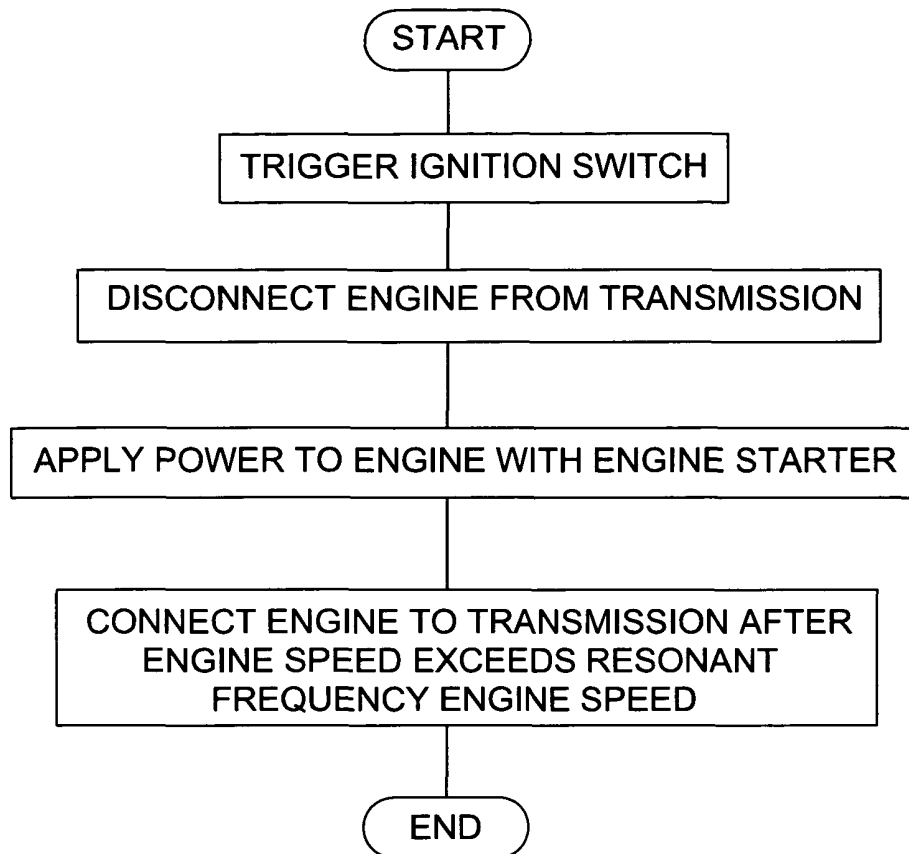 START
TRIGGER IGNITION SWITCH
DISCONNECT ENGINE FROM TRANSMISSION
APPLY POWER TO ENGINE WITH ENGINE STARTER
CONNECT ENGINE TO TRANSMISSION AFTER
ENGINE SPEED EXCEEDS RESONANT
FREQUENCY ENGINE SPEED
END